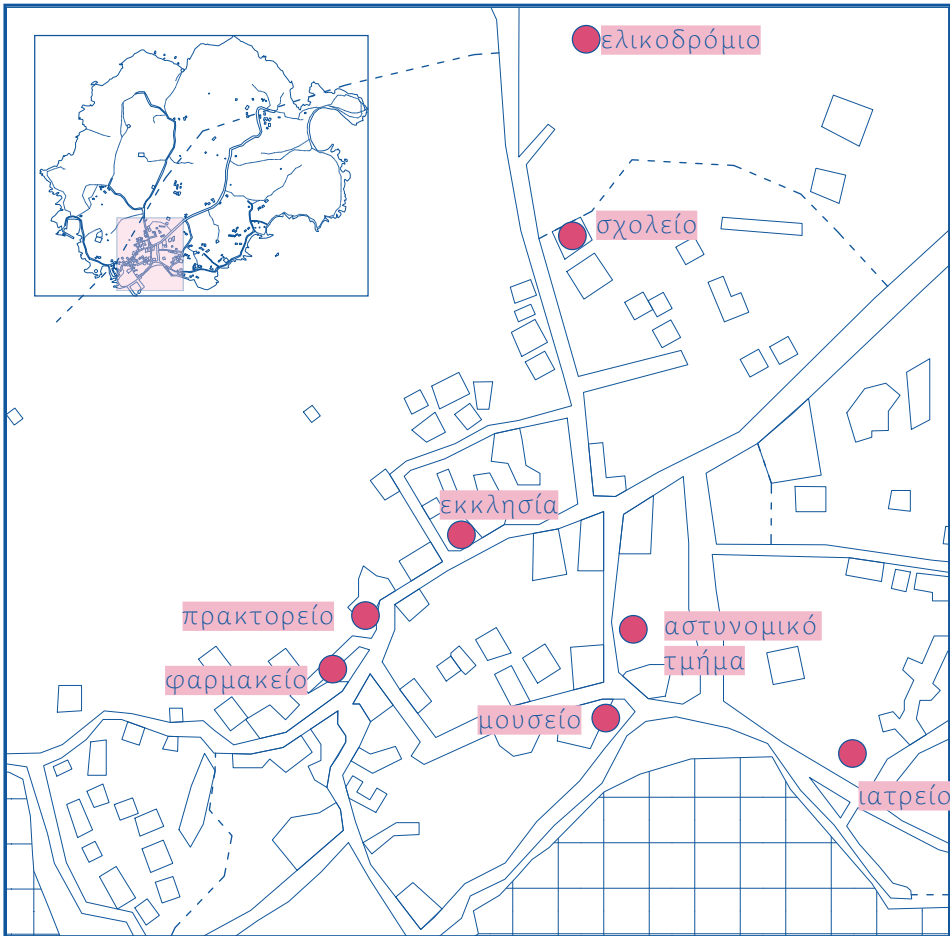 ελικοδρόμιο
σχολείο
εκκλησία
πρακτορείο
αστυνομικό
τμήμα
φαρμακείο
μουσείο
ιατρείο